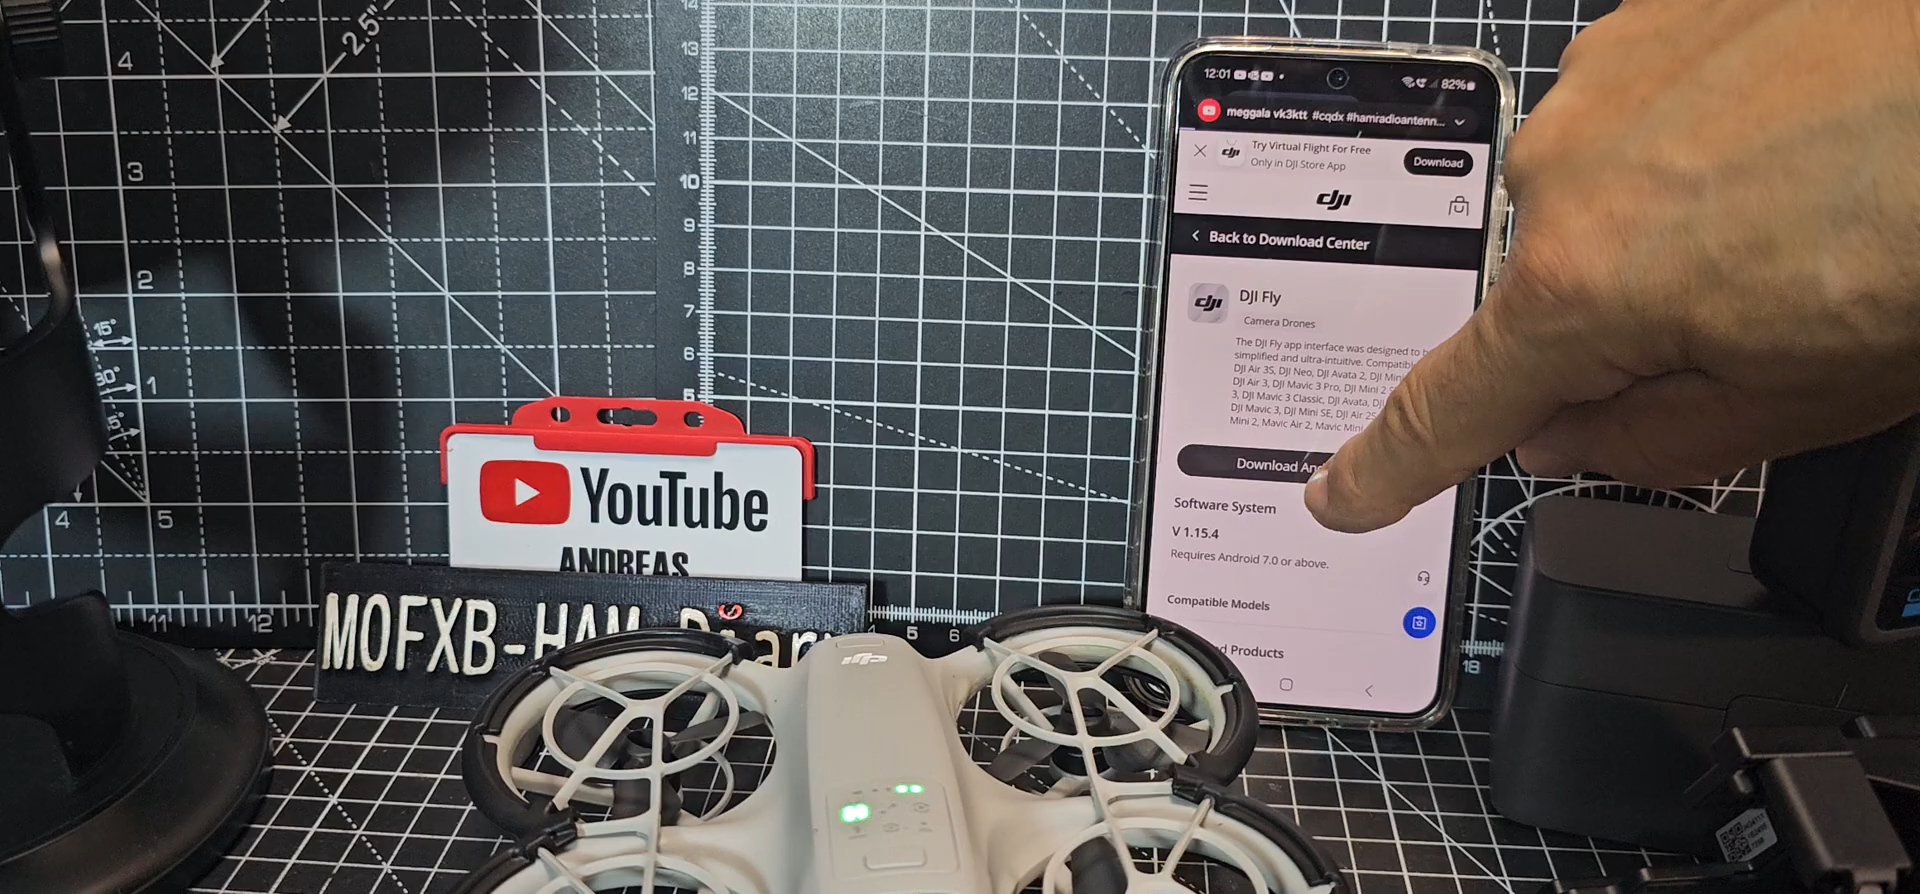 2.5"
4
3
2
15°
1
30°
4
5
11
12
14
13
12
11
10
9
8
7
6
5
YouTube
ANDREAS
M0FXB-HAM Diary
5
6
18
12:01
82%
meggala vk3ktt #cqdx #hamradioantenn...
Try Virtual Flight For Free
Only in DJI Store App
Download
dji
Back to Download Center
dji
DJI Fly
Camera Drones
The DJI Fly app interface was designed to
simplified and ultra-intuitive.
DJI Air 3S, DJI Neo, DJI Avata 2, DJI
DJI Air 3, DJI Mavic 3 Pro, DJI Mini 2
3, DJI Mavic 3 Classic, DJI Avata,
DJI Mavic 3, DJI Mini SE, DJI Air
Mini 2, Mavic Air 2, Mavic
Download
Software System
V 1.15.4
Requires Android 7.0 or above.
Compatible Models
Products
dji